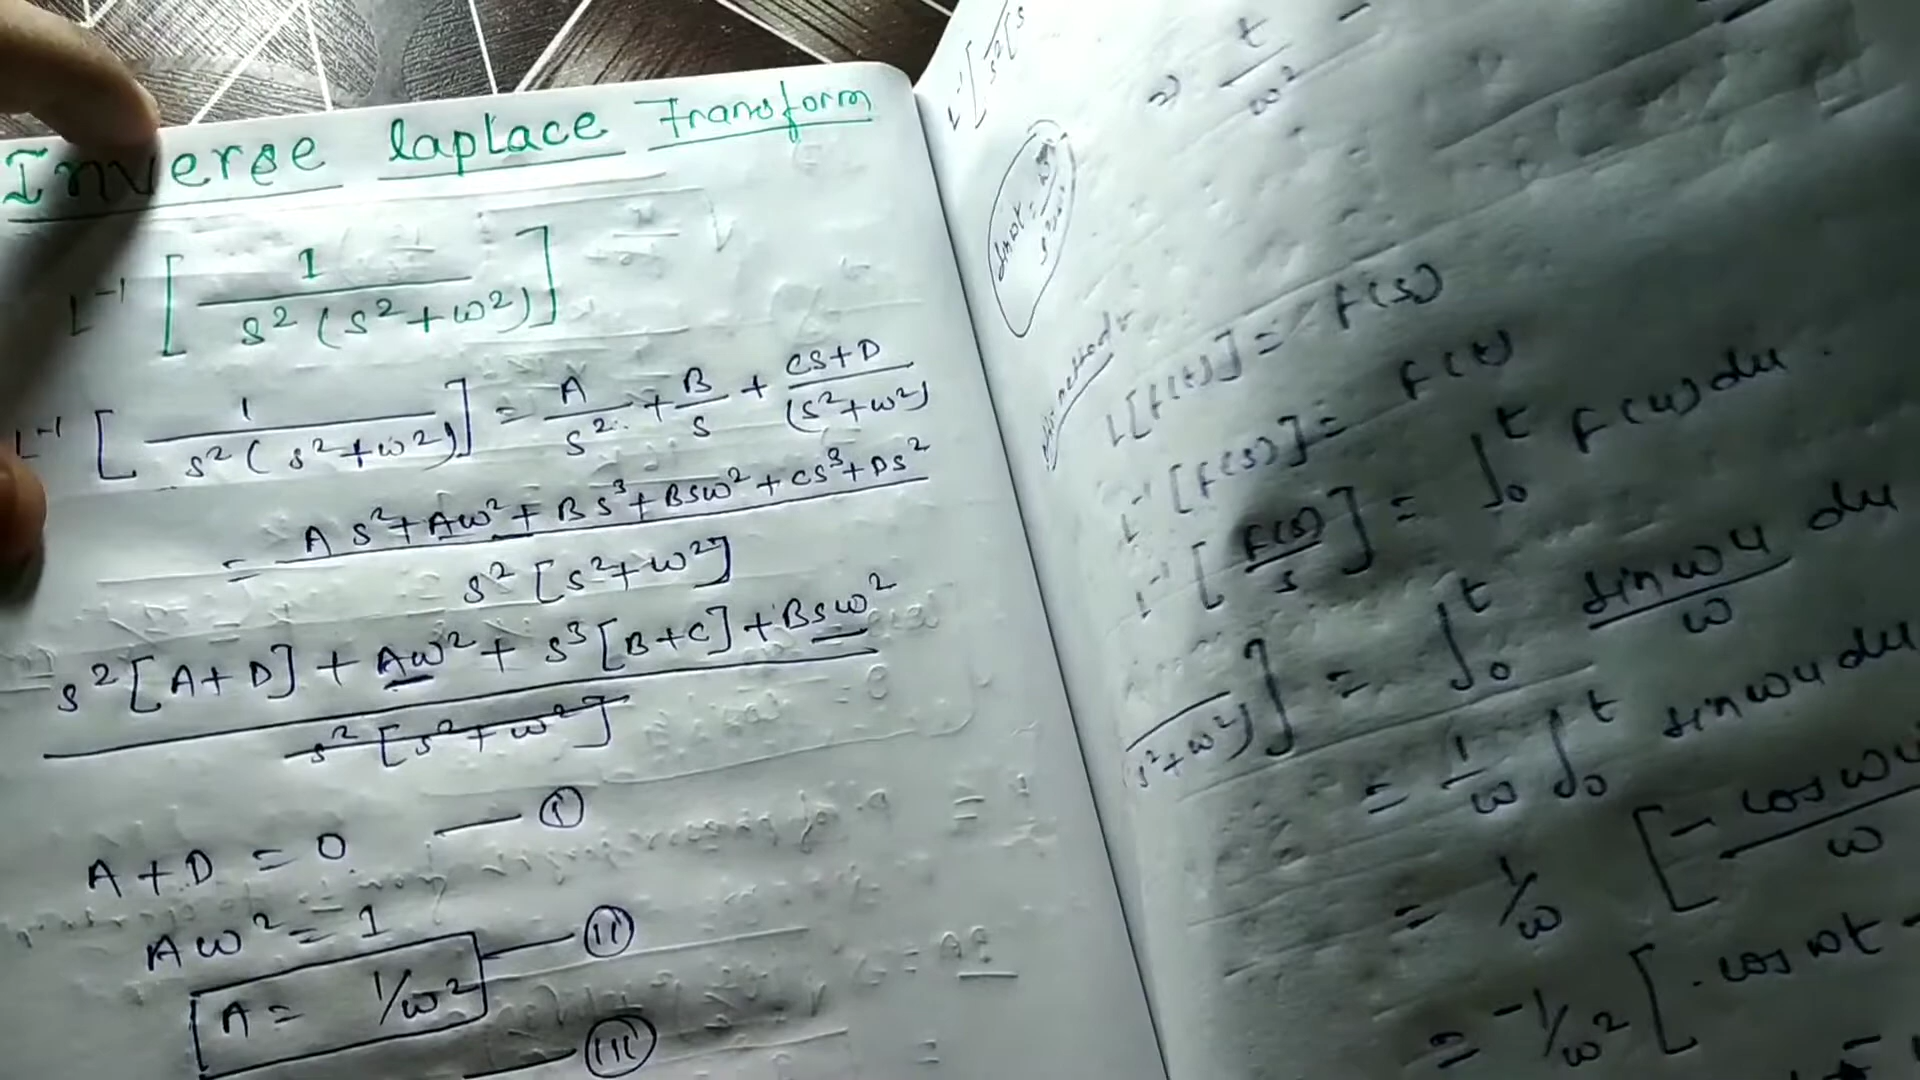 Inverse laplace Transform
L⁻¹ [ 1 / s² (s² + ω²) ]
L⁻¹ [ 1 / s² (s² + ω²) ] = A / s² + B / s + (Cs + D) / (s² + ω²)
= As² + Aω² + Bs³ + Bsω² + Cs³ + Ds² / s² [s² + ω²]
s² [A + D] + Aω² + s³ [B + C] + Bsω² / s² [s² + ω²]
A + D = 0 — (I)
Aω² = 1
A = 1/ω² — (II)
— (III)
L⁻¹ [
2) t / ω² -
L[f(t)] = F(s)
L⁻¹ [F(s)] = f(t)
L⁻¹ [ F(s) / s ] = ∫₀ᵗ F(u) du.
s² + ω²) ] = ∫₀ᵗ sin ωu / ω du
= 1/ω ∫₀ᵗ sin ωu du
= 1/ω [ - cos ωu / ω
= -1/ω² [ cos ωt -